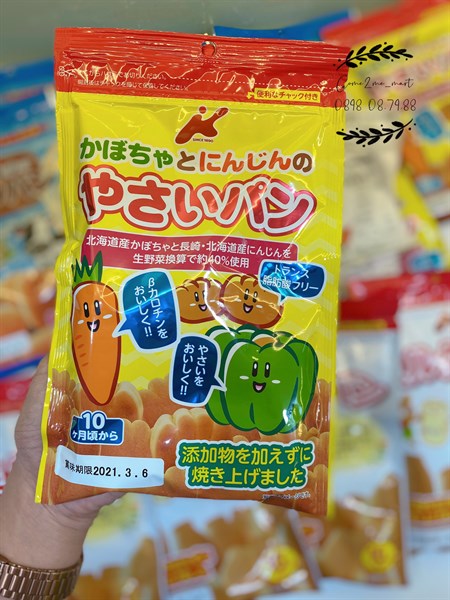 Come2me_mart
0898 08.79.88
便利なチャック付き
かぼちゃとにんじんの
やさいパン
北海道産かぼちゃと長崎・北海道産にんじんを
生野菜換算で約40%使用
トランス
脂肪酸フリー
βカロチンを
おいしく!!
やさいを
おいしく!!
10
ヶ月頃から
賞味期限2021.3.6
添加物を加えずに
焼き上げました